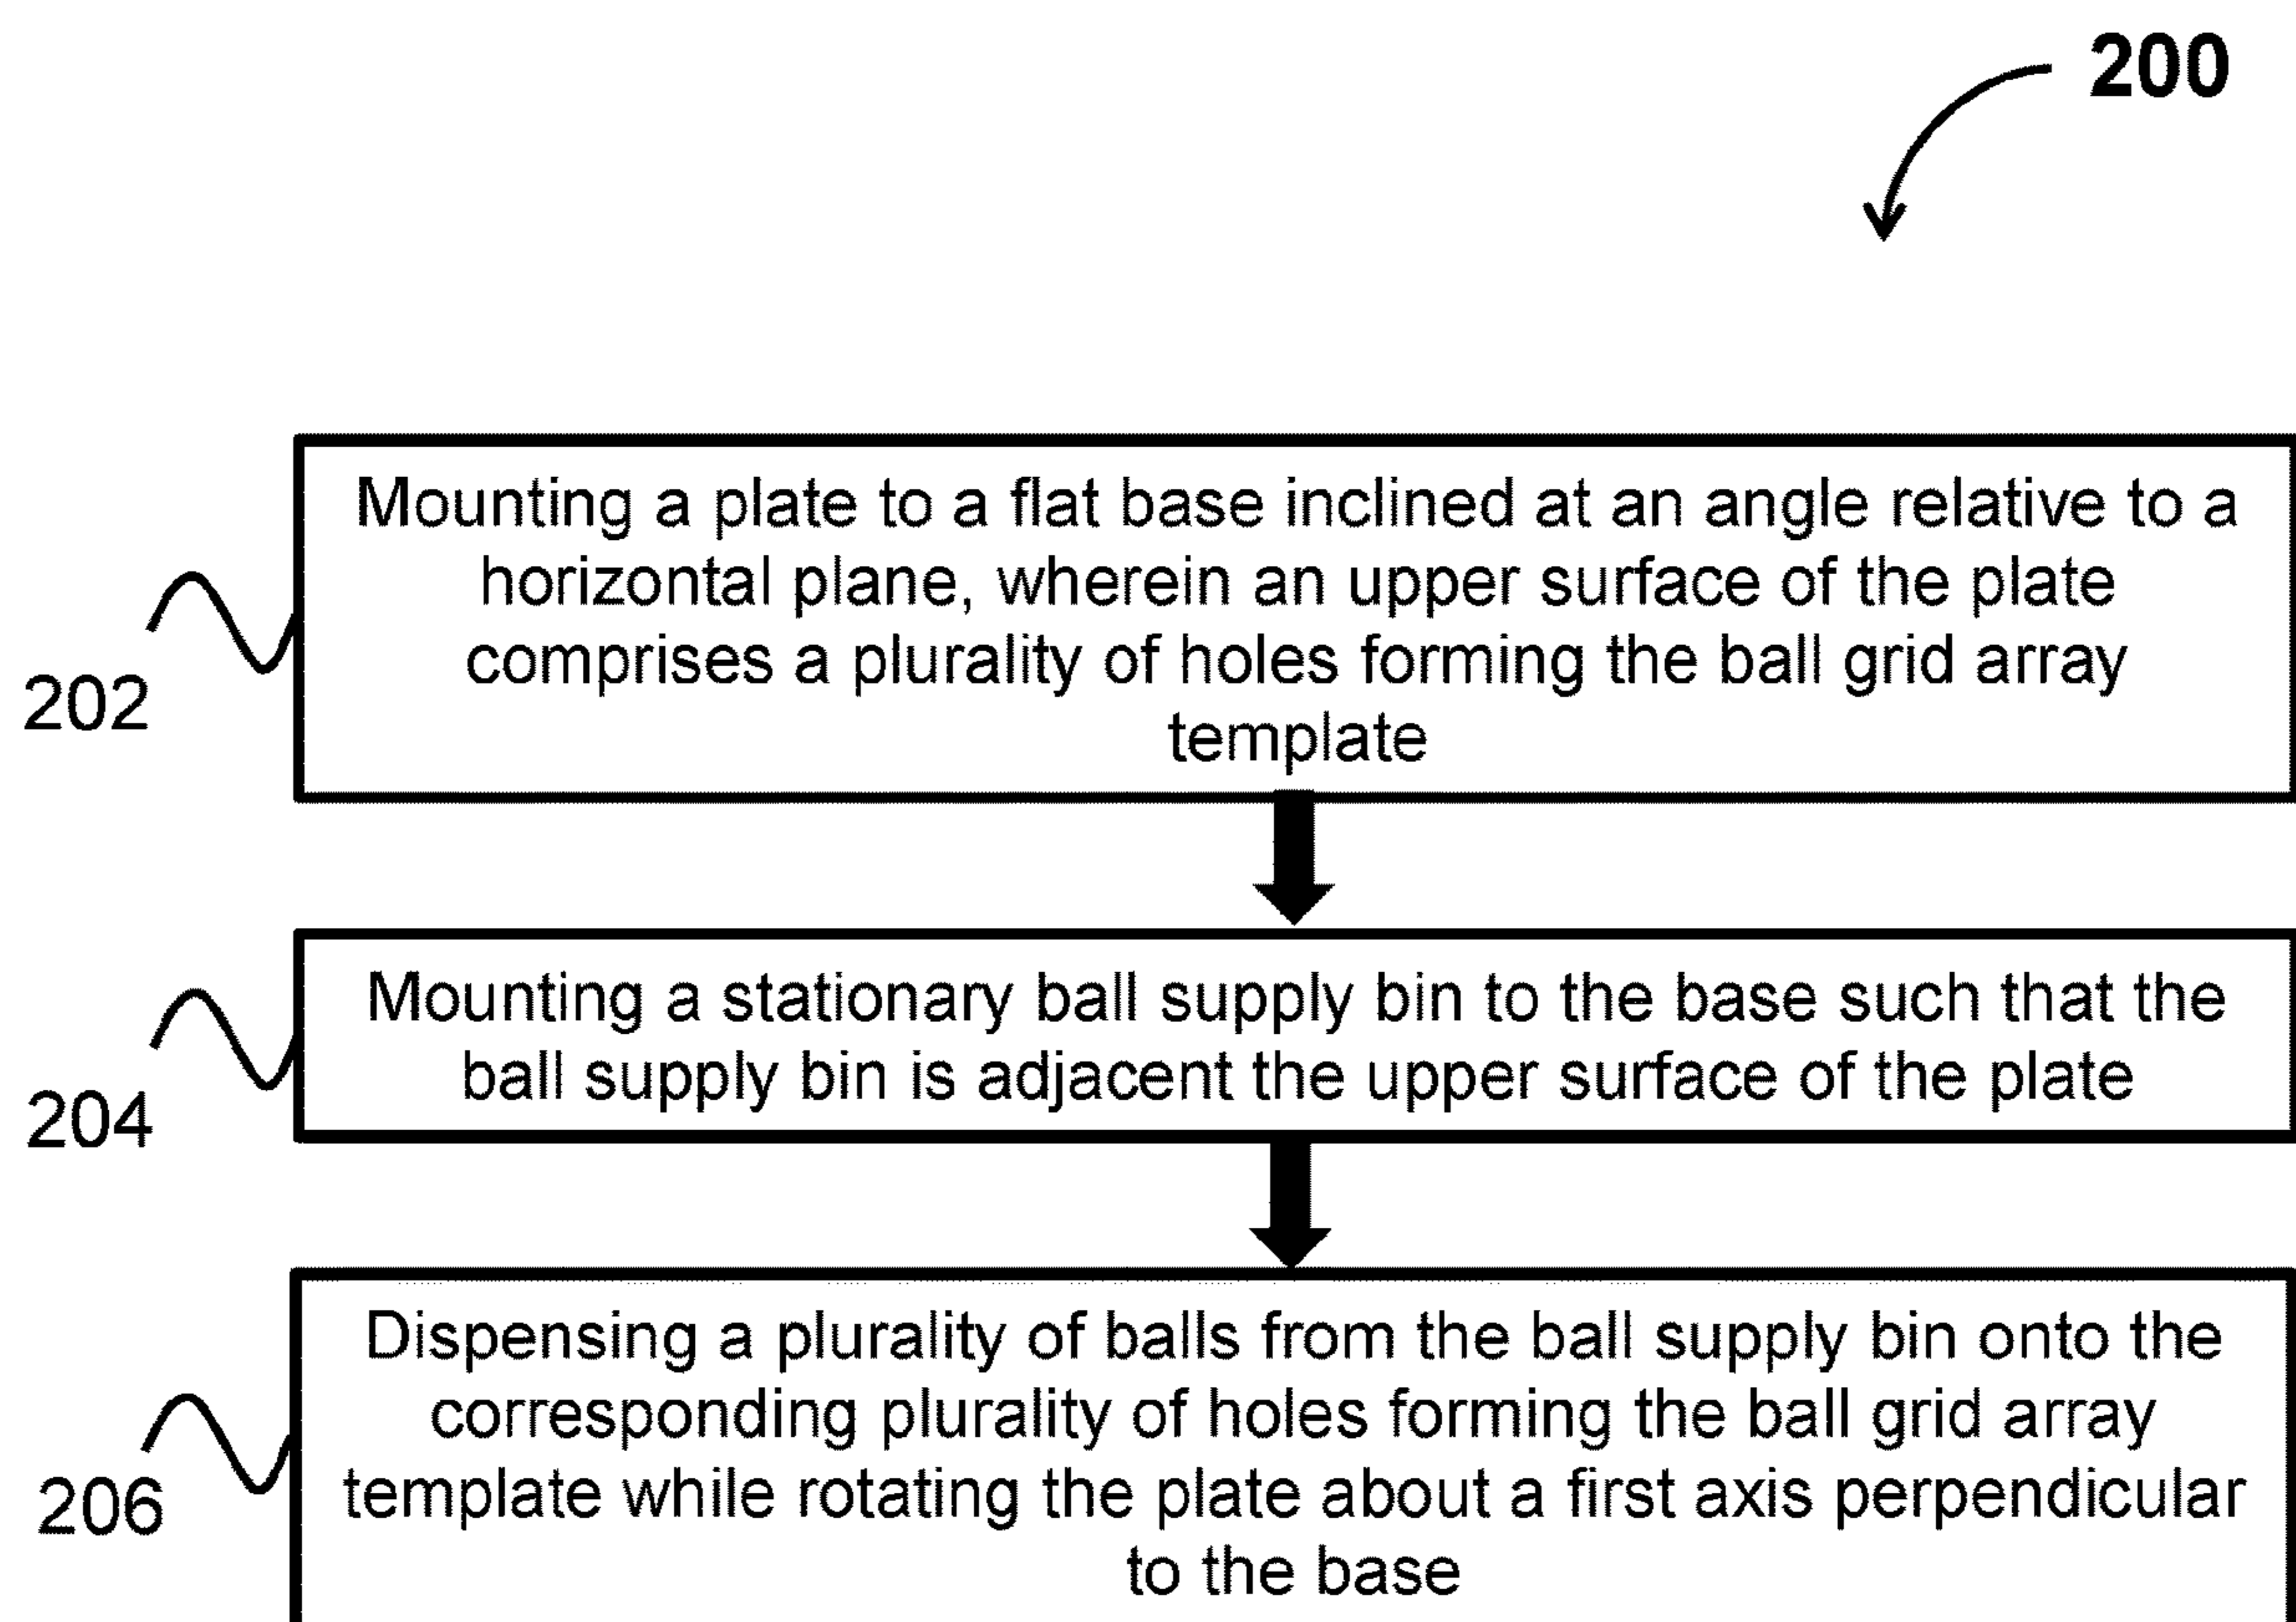 200
Mounting a plate to a flat base inclined at an angle relative to a
horizontal plane, wherein an upper surface of the plate
comprises a plurality of holes forming the ball grid array
template
202
Mounting a stationary ball supply bin to the base such that the
ball supply bin is adjacent the upper surface of the plate
204
Dispensing a plurality of balls from the ball supply bin onto the
corresponding plurality of holes forming the ball grid array
template while rotating the plate about a first axis perpendicular
to the base
206